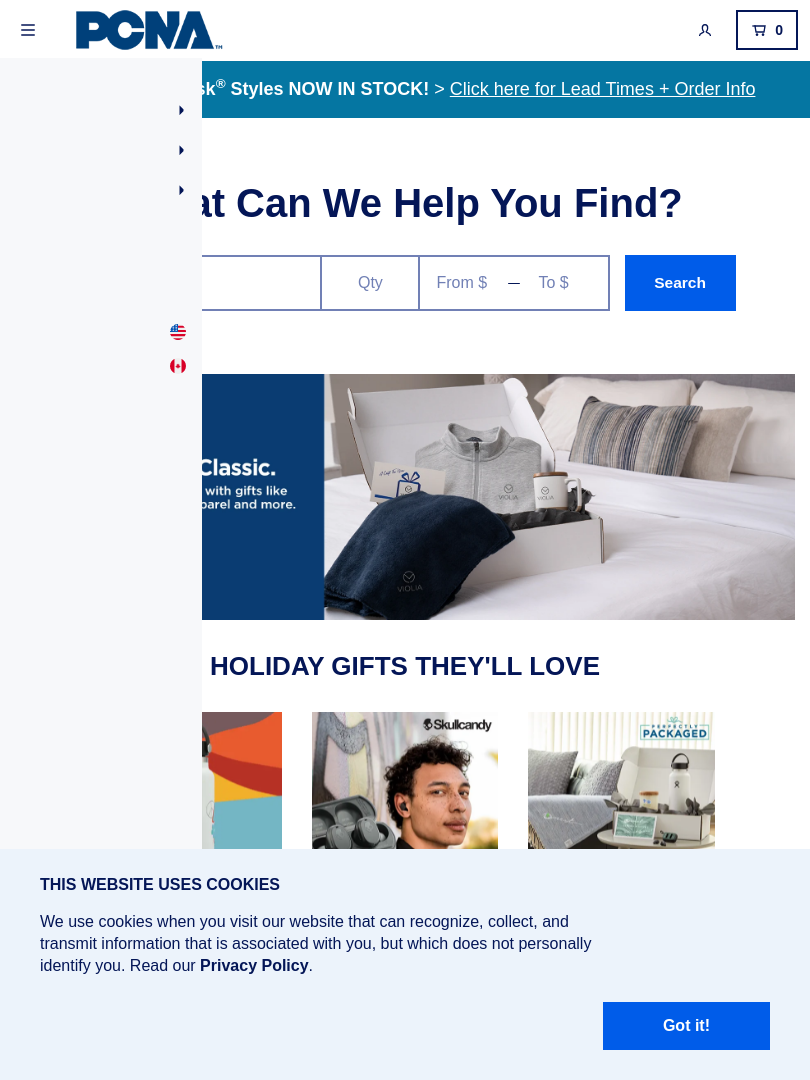 PCNA™
0
sk® Styles NOW IN STOCK! > Click here for Lead Times + Order Info
at Can We Help You Find?
Qty
From $
To $
Search
Classic.
with gifts like
parel and more.
VIOLIA
VIOLIA
VIOLIA
HOLIDAY GIFTS THEY'LL LOVE
Skullcandy
PERFECTLY
PACKAGED
THIS WEBSITE USES COOKIES
We use cookies when you visit our website that can recognize, collect, and
transmit information that is associated with you, but which does not personally
identify you. Read our Privacy Policy.
Got it!